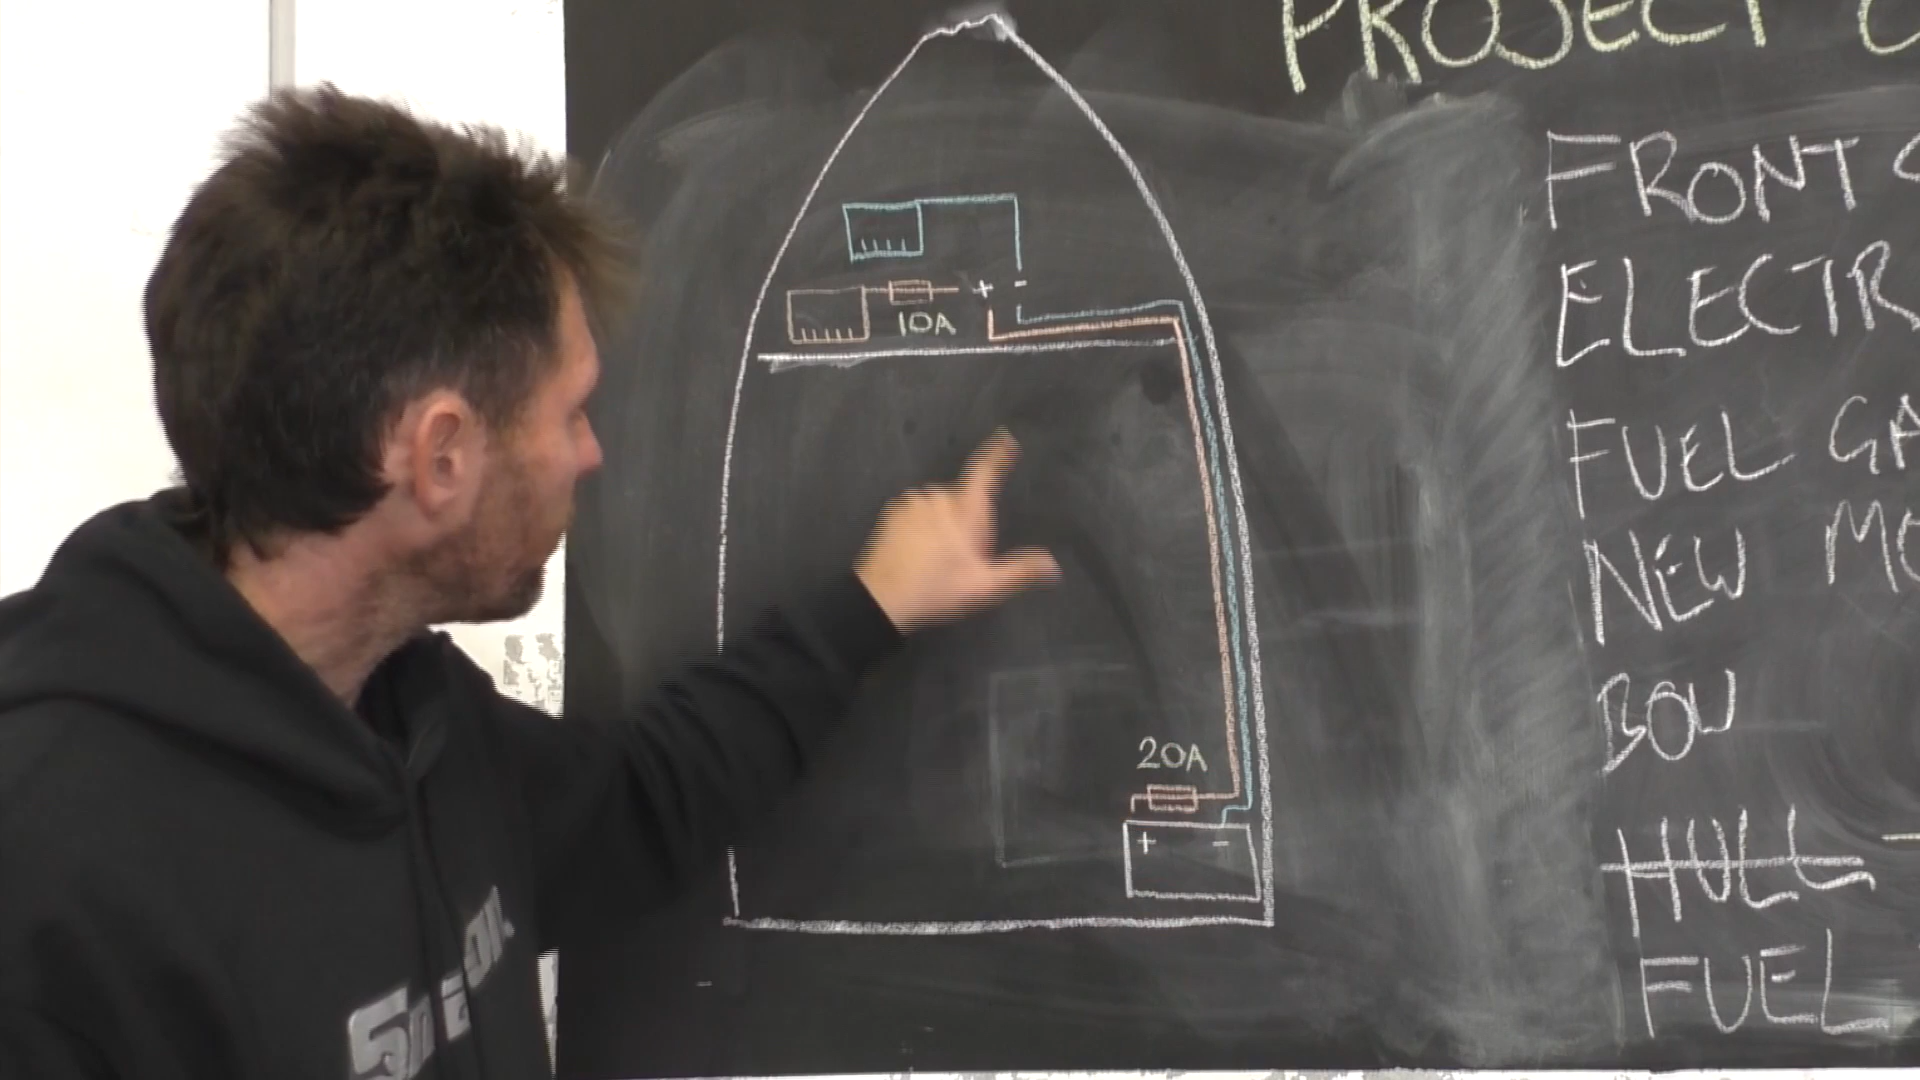 PROJECT
FRONT
ELECTR
FUEL GA
NEW MO
BOW
HULL -
FUEL
+ -
10A
20A
+ -